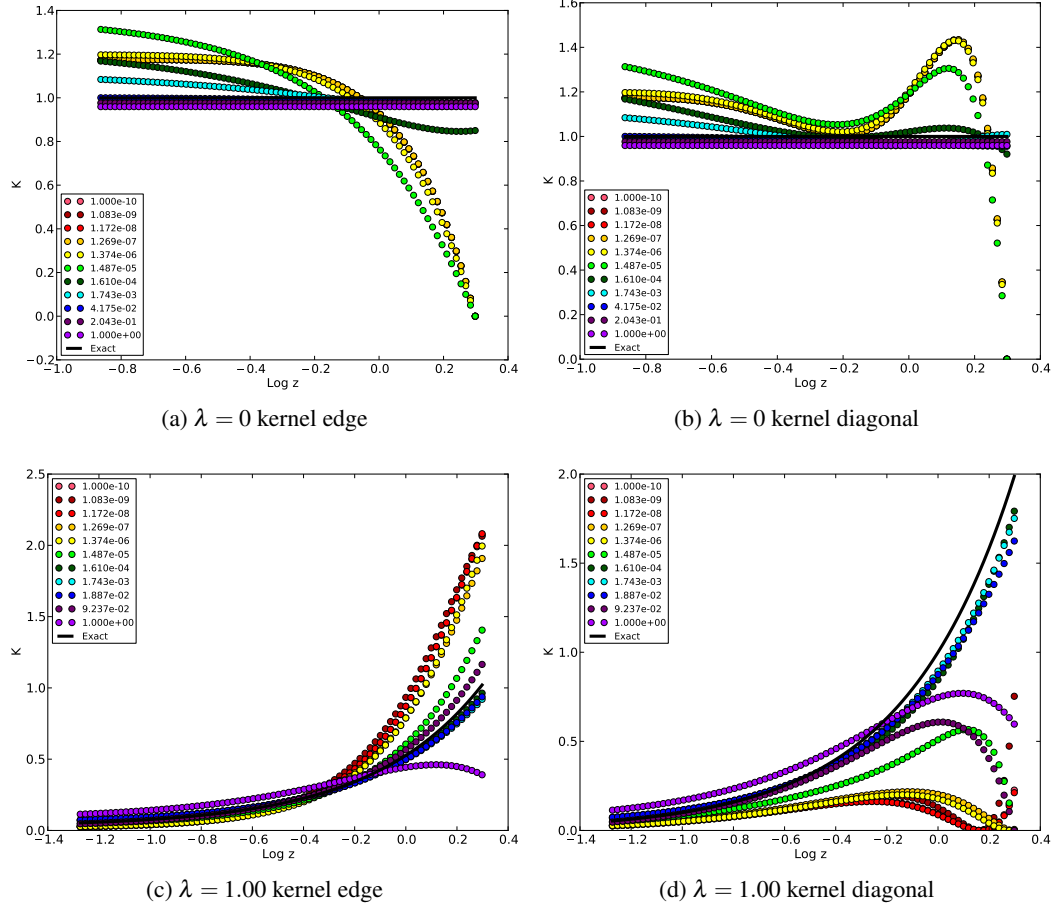 1.4
1.2
1.0
0.8
0.6
0.4
0.2
0.0
−0.2
K
1.000e-10
1.083e-09
1.172e-08
1.269e-07
1.374e-06
1.487e-05
1.610e-04
1.743e-03
4.175e-02
2.043e-01
1.000e+00
Exact
−1.0 −0.8 −0.6 −0.4 −0.2 0.0 0.2 0.4
Log z
(a) λ = 0 kernel edge
1.6
1.4
1.2
1.0
0.8
0.6
0.4
0.2
0.0
K
1.000e-10
1.083e-09
1.172e-08
1.269e-07
1.374e-06
1.487e-05
1.610e-04
1.743e-03
4.175e-02
2.043e-01
1.000e+00
Exact
−1.0 −0.8 −0.6 −0.4 −0.2 0.0 0.2 0.4
Log z
(b) λ = 0 kernel diagonal
2.5
2.0
1.5
1.0
0.5
0.0
K
1.000e-10
1.083e-09
1.172e-08
1.269e-07
1.374e-06
1.487e-05
1.610e-04
1.743e-03
1.887e-02
9.237e-02
1.000e+00
Exact
−1.4 −1.2 −1.0 −0.8 −0.6 −0.4 −0.2 0.0 0.2 0.4
Log z
(c) λ = 1.00 kernel edge
2.0
1.5
1.0
0.5
0.0
K
1.000e-10
1.083e-09
1.172e-08
1.269e-07
1.374e-06
1.487e-05
1.610e-04
1.743e-03
1.887e-02
9.237e-02
1.000e+00
Exact
−1.4 −1.2 −1.0 −0.8 −0.6 −0.4 −0.2 0.0 0.2 0.4
Log z
(d) λ = 1.00 kernel diagonal